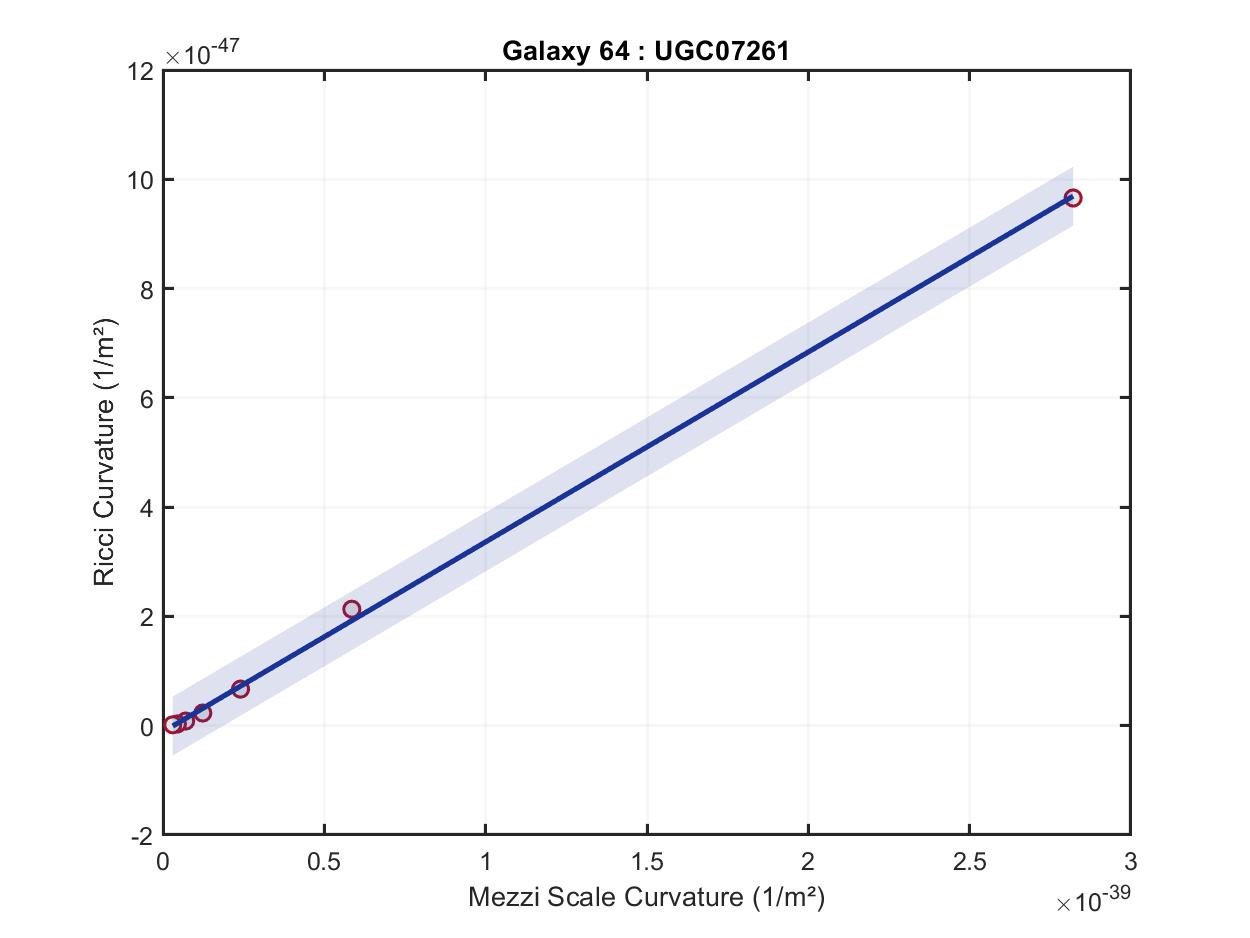 Galaxy 64 : UGC07261
×10⁻⁴⁷
12
10
8
6
4
2
0
-2
Ricci Curvature (1/m²)
0 0.5 1 1.5 2 2.5 3
Mezzi Scale Curvature (1/m²)
×10⁻³⁹